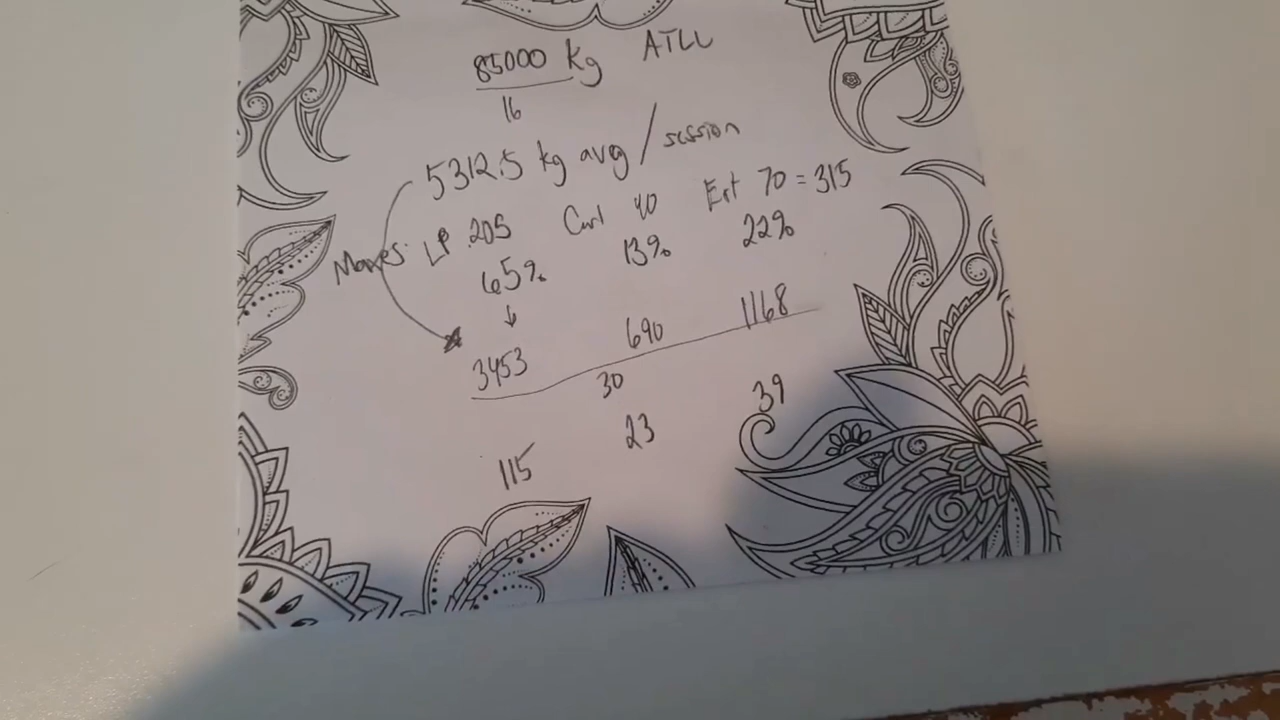 85000 kg ATLL
16
5312.5 kg avg / session
Maxes: LP 205 Curl 40 Ext 70 = 315
65% 13% 22%
3453 690 1168
30
115 23 39